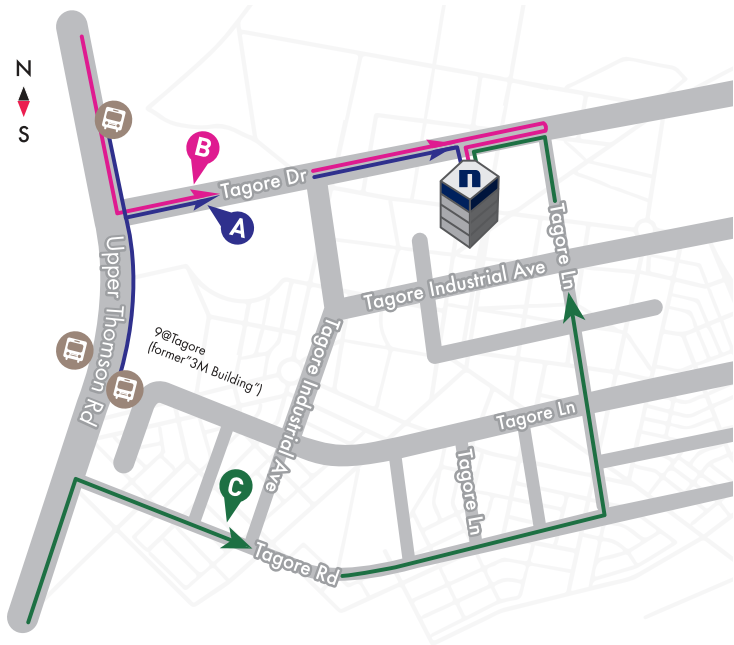 N
S
B
Tagore Dr
n
A
Tagore Ln
Upper Thomson Rd
Tagore Industrial Ave
9@Tagore
(former"3M Building")
Tagore Industrial Ave
Tagore Ln
Tagore Ln
C
Tagore Rd